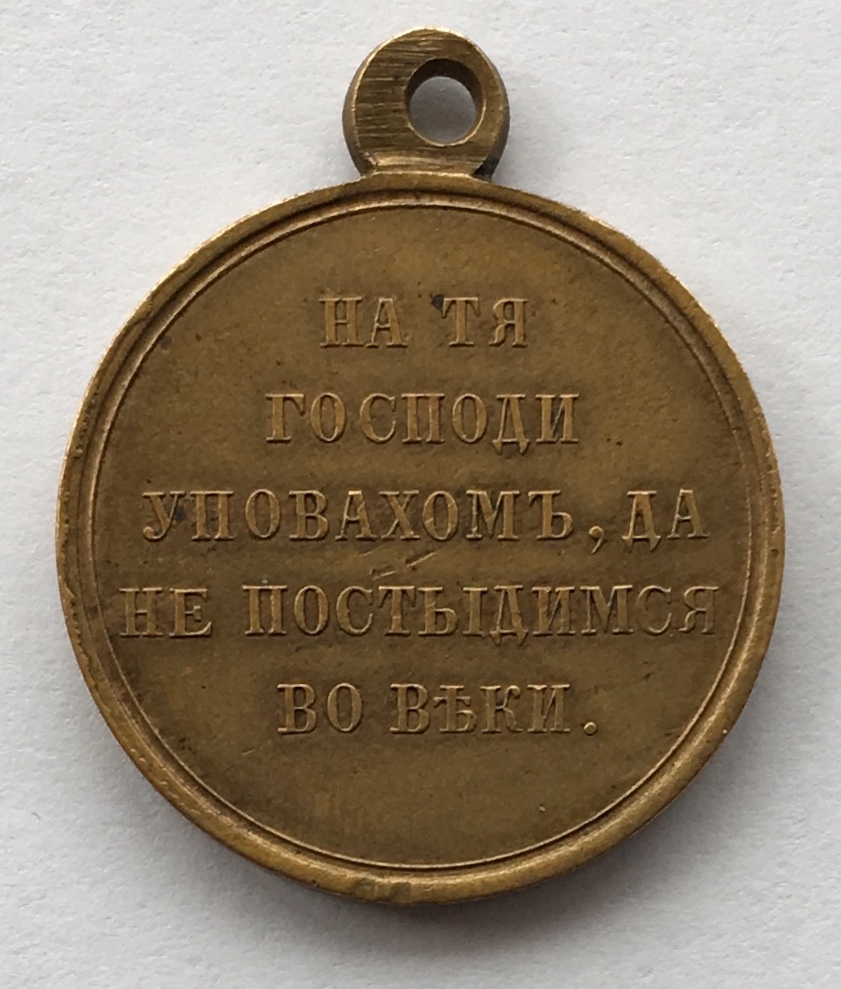 НА ТЯ
ГОСПОДИ
УПОВАХОМЪ, ДА
НЕ ПОСТЫДИМСЯ
ВО ВѢКИ.